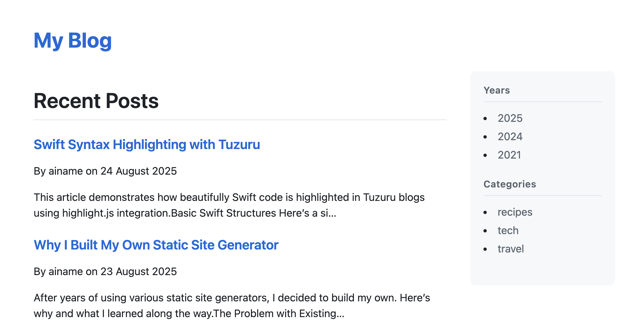 My Blog
Recent Posts
Swift Syntax Highlighting with Tuzuru
By ainame on 24 August 2025
This article demonstrates how beautifully Swift code is highlighted in Tuzuru blogs
using highlight.js integration.Basic Swift Structures Here’s a si...
Why I Built My Own Static Site Generator
By ainame on 23 August 2025
After years of using various static site generators, I decided to build my own. Here’s
why and what I learned along the way.The Problem with Existing...
Years
2025
2024
2021
Categories
recipes
tech
travel